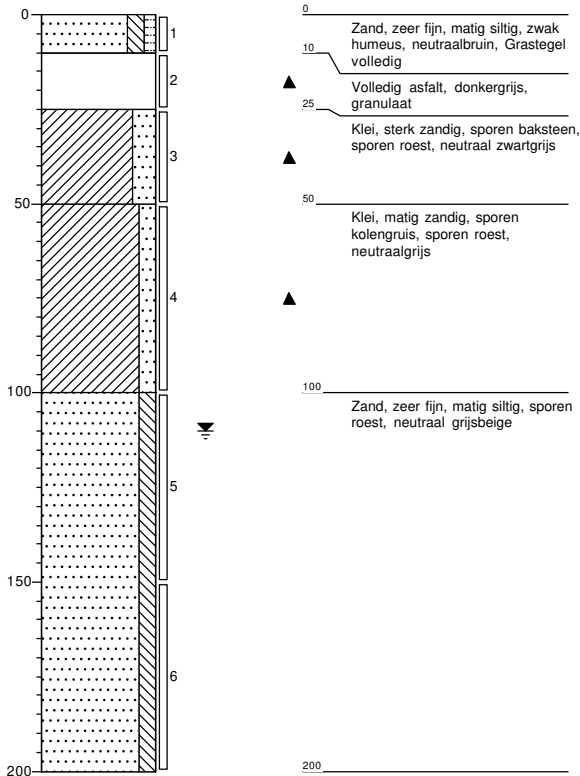 0
50
100
150
200
1
2
3
4
5
6
0
Zand, zeer fijn, matig siltig, zwak
humeus, neutraalbruin, Grastegel
volledig
10
Volledig asfalt, donkergrijs,
granulaat
25
Klei, sterk zandig, sporen baksteen,
sporen roest, neutraal zwartgrijs
50
Klei, matig zandig, sporen
kolengruis, sporen roest,
neutraalgrijs
100
Zand, zeer fijn, matig siltig, sporen
roest, neutraal grijsbeige
200